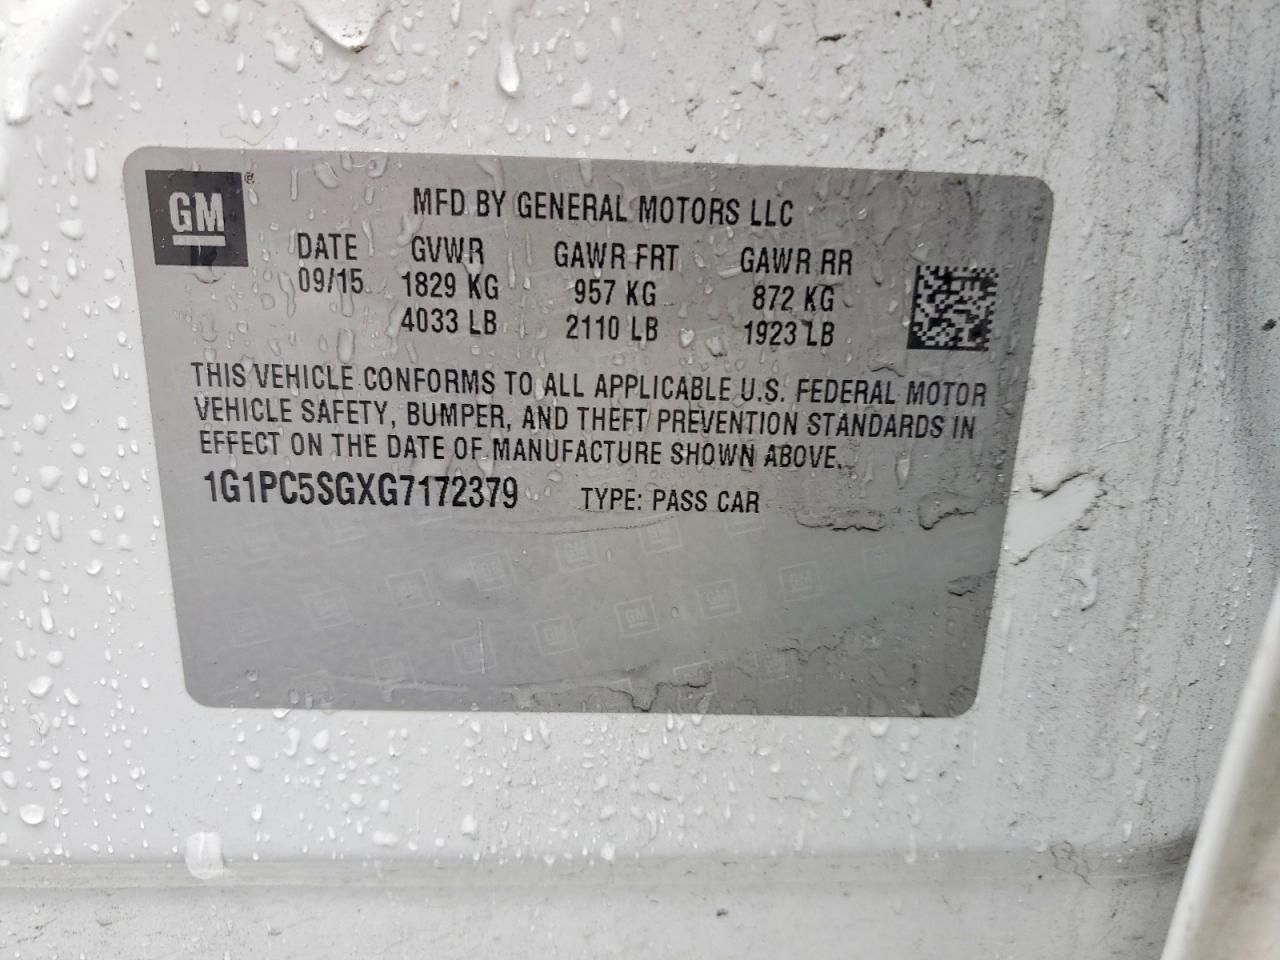 GM ®
MFD BY GENERAL MOTORS LLC
DATE GVWR GAWR FRT GAWR RR
09/15 1829 KG 957 KG 872 KG
4033 LB 2110 LB 1923 LB
THIS VEHICLE CONFORMS TO ALL APPLICABLE U.S. FEDERAL MOTOR
VEHICLE SAFETY, BUMPER, AND THEFT PREVENTION STANDARDS IN
EFFECT ON THE DATE OF MANUFACTURE SHOWN ABOVE.
1G1PC5SGXG7172379 TYPE: PASS CAR